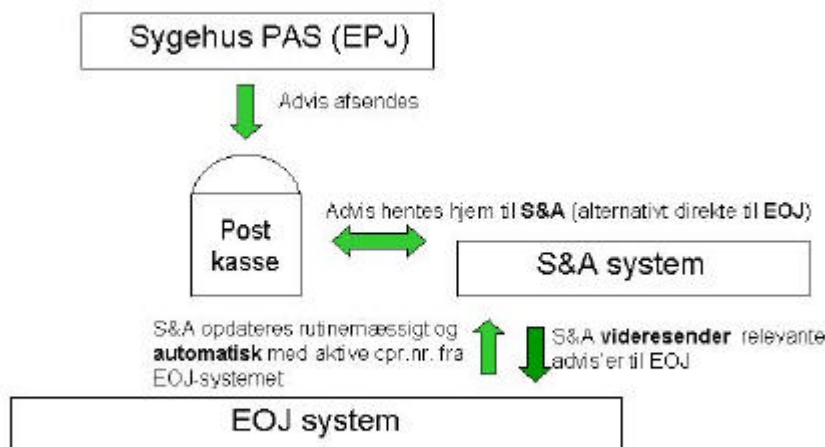 Sygehus PAS (EPJ)
Advis afsendes
Advis hentes hjem til S&A (alternativt direkte til EOJ)
Post
kasse
S&A system
S&A opdateres rutinemæssigt og
automatisk med aktive cpr.nr. fra
EOJ-systemet
S&A videresender relevante
advis'er til EOJ
EOJ system